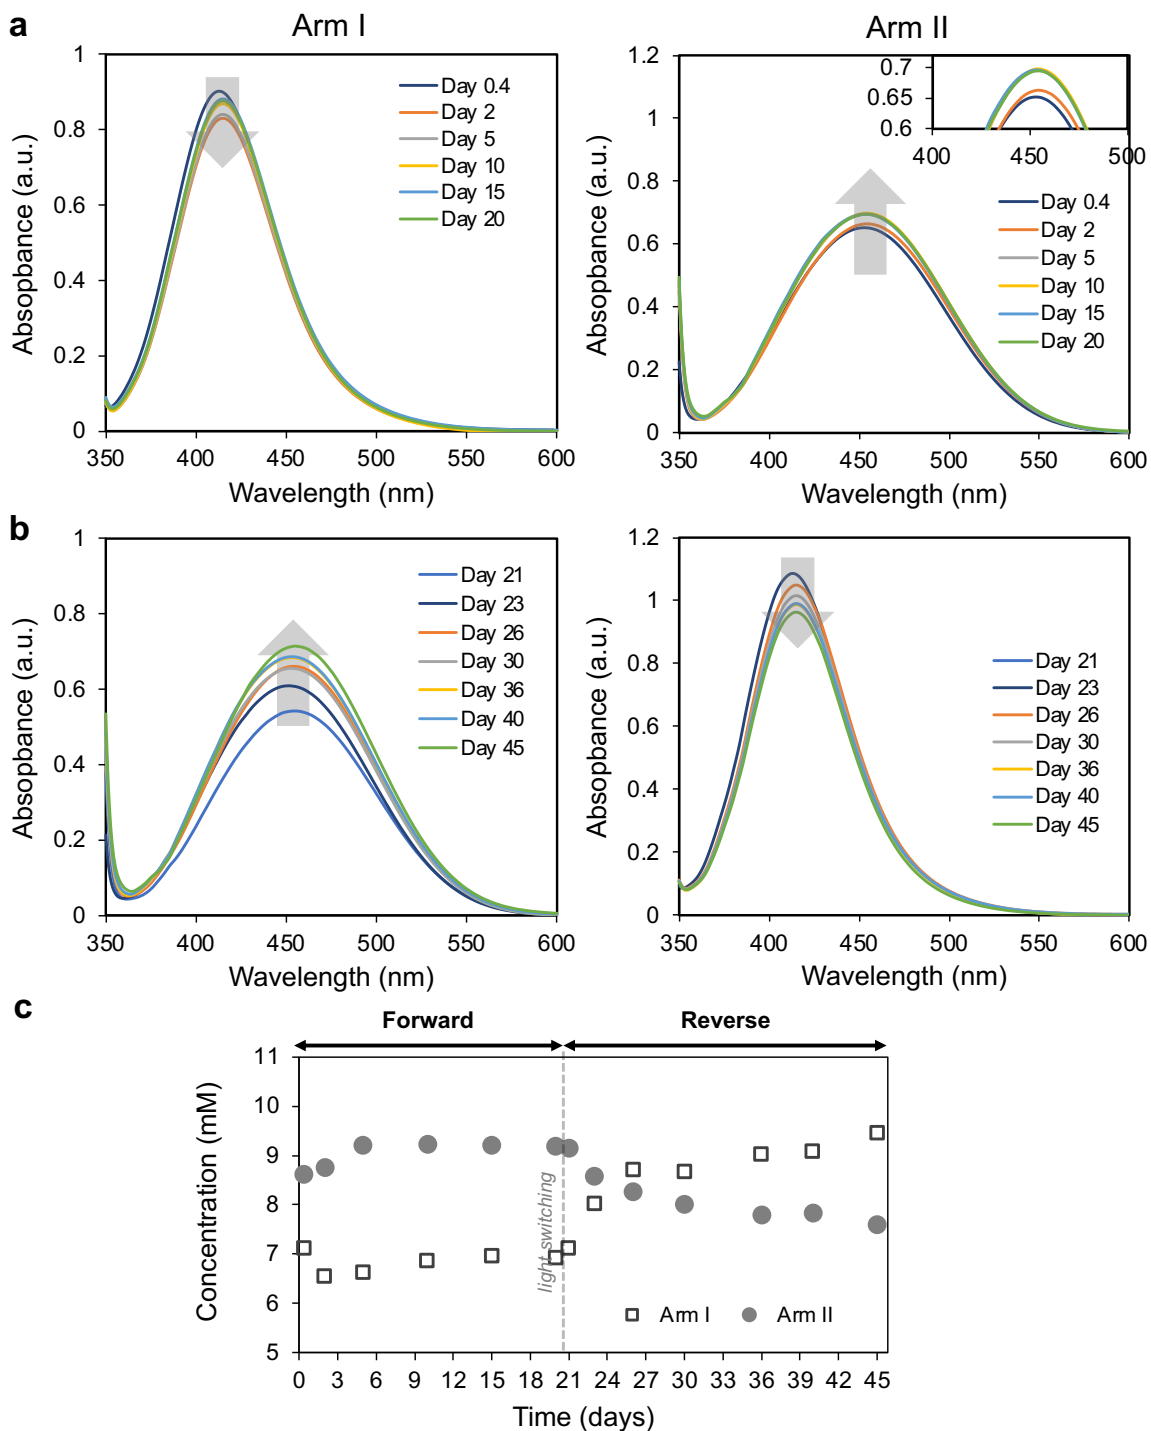 a
Arm I
Arm II
Absopbance (a.u.)
1
0.8
0.6
0.4
0.2
0
350 400 450 500 550 600
Wavelength (nm)
Day 0.4
Day 2
Day 5
Day 10
Day 15
Day 20
Absopbance (a.u.)
1.2
1
0.8
0.6
0.4
0.2
0
350 400 450 500 550 600
Wavelength (nm)
0.7
0.65
0.6
400 450 500
Day 0.4
Day 2
Day 5
Day 10
Day 15
Day 20
b
Absopbance (a.u.)
1
0.8
0.6
0.4
0.2
0
350 400 450 500 550 600
Wavelength (nm)
Day 21
Day 23
Day 26
Day 30
Day 36
Day 40
Day 45
Absopbance (a.u.)
1.2
1
0.8
0.6
0.4
0.2
0
350 400 450 500 550 600
Wavelength (nm)
Day 21
Day 23
Day 26
Day 30
Day 36
Day 40
Day 45
c
Forward Reverse
Concentration (mM)
11
10
9
8
7
6
5
light switching
Arm I Arm II
0 3 6 9 12 15 18 21 24 27 30 33 36 39 42 45
Time (days)